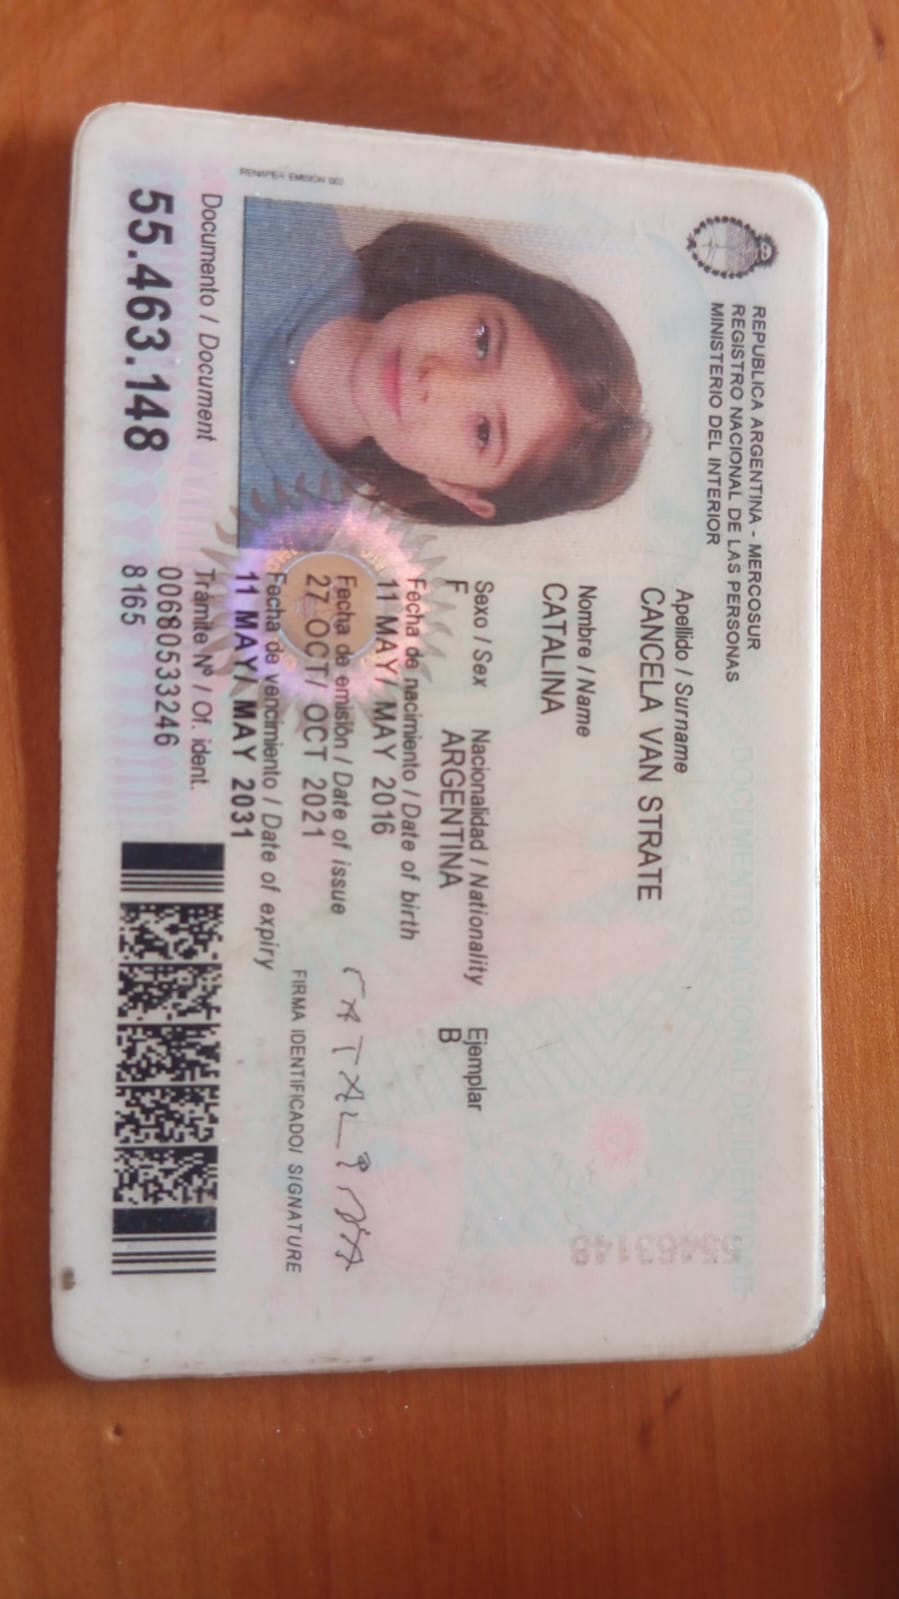 REPUBLICA ARGENTINA - MERCOSUR
REGISTRO NACIONAL DE LAS PERSONAS
MINISTERIO DEL INTERIOR
DOCUMENTO NACIONAL DE IDENTIDAD
Apellido / Surname
CANCELA VAN STRATE
Nombre / Name
CATALINA
Sexo / Sex Nacionalidad / Nationality Ejemplar
F ARGENTINA B
Fecha de nacimiento / Date of birth
11 MAY/ MAY 2016
Fecha de emisión / Date of issue
27 OCT/ OCT 2021
CATALINA
Fecha de vencimiento / Date of expiry
11 MAY/ MAY 2031
FIRMA IDENTIFICADO/ SIGNATURE
RENAPER EMISION 002
Documento / Document
55.463.148
Trámite Nº / Of. ident.
00680533246
8165
55463148